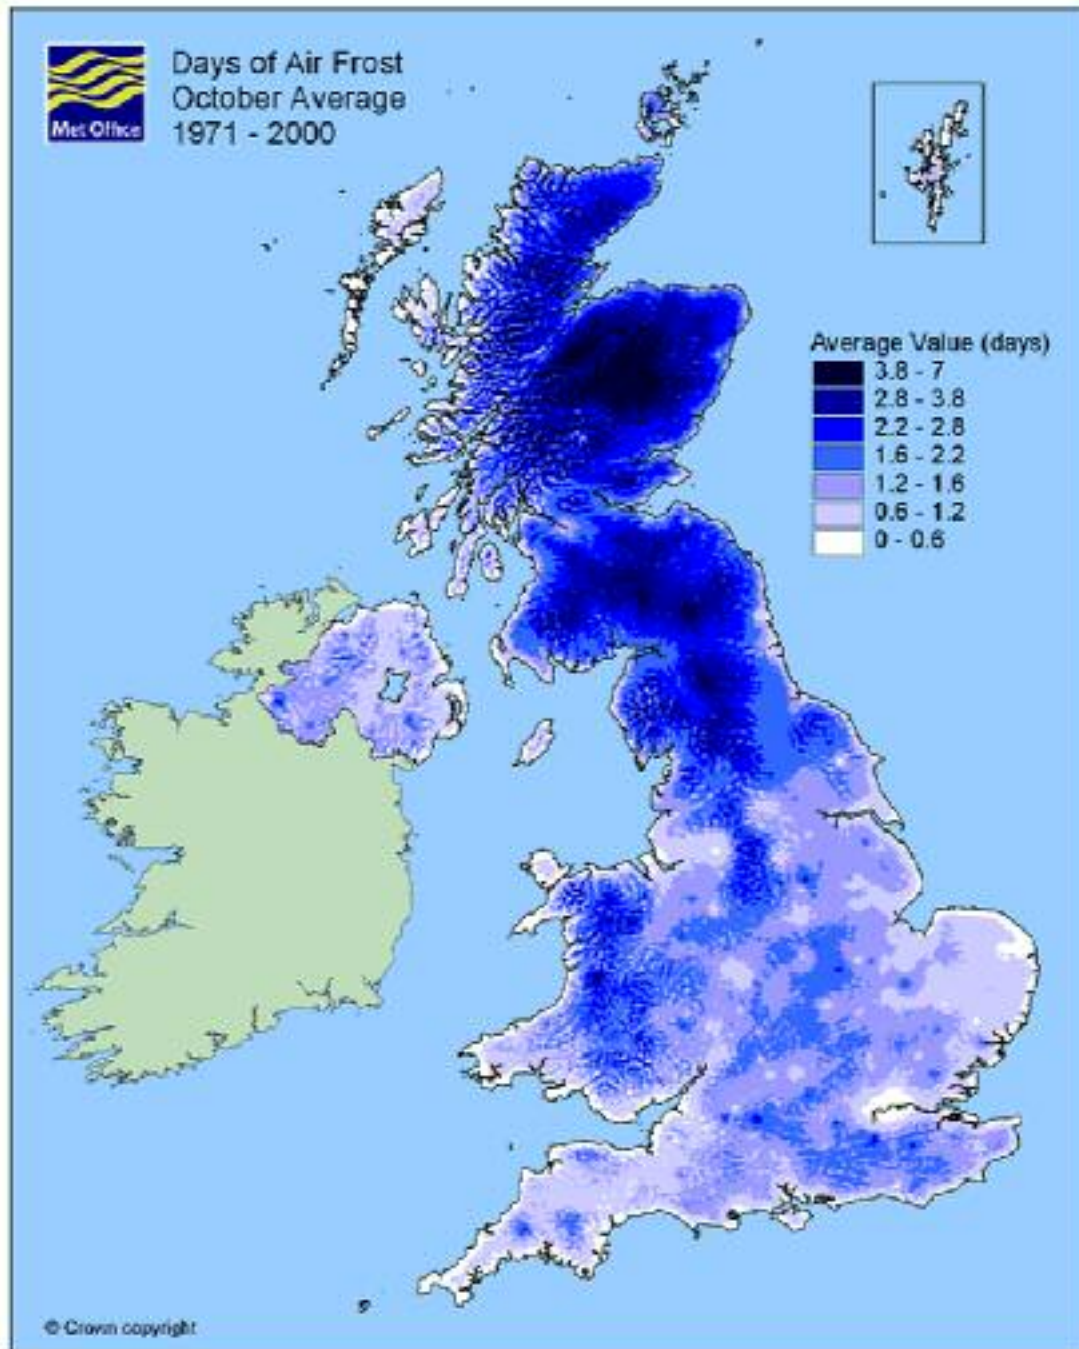 Met Office
Days of Air Frost
October Average
1971 - 2000
Average Value (days)
3.8 - 7
2.8 - 3.8
2.2 - 2.8
1.6 - 2.2
1.2 - 1.6
0.6 - 1.2
0 - 0.6
© Crown copyright